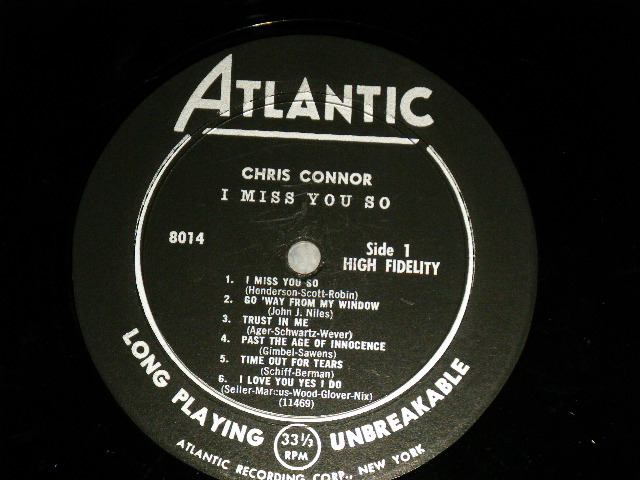 ATLANTIC
CHRIS CONNOR
I MISS YOU SO
8014
Side 1
HIGH FIDELITY
1. I MISS YOU SO
(Henderson-Scott-Robin)
2. GO 'WAY FROM MY WINDOW
(John J. Niles)
3. TRUST IN ME
(Ager-Schwartz-Wever)
4. PAST THE AGE OF INNOCENCE
(Gimbel-Sawens)
5. TIME OUT FOR TEARS
(Schiff-Berman)
6. I LOVE YOU YES I DO
(Seller-Marcus-Wood-Glover-Nix)
(11469)
LONG PLAYING 33⅓ RPM UNBREAKABLE
ATLANTIC RECORDING CORP., NEW YORK